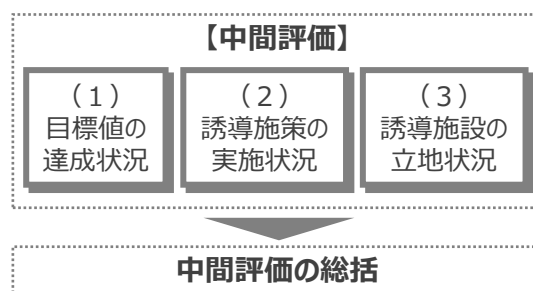 【中間評価】
（１）
目標値の
達成状況
（２）
誘導施策の
実施状況
（３）
誘導施設の
立地状況
中間評価の総括